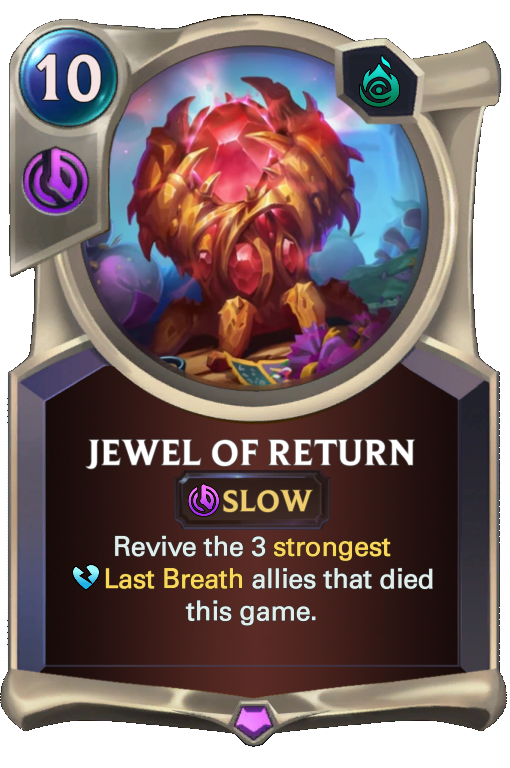 10
JEWEL OF RETURN
SLOW
Revive the 3 strongest
Last Breath allies that died
this game.